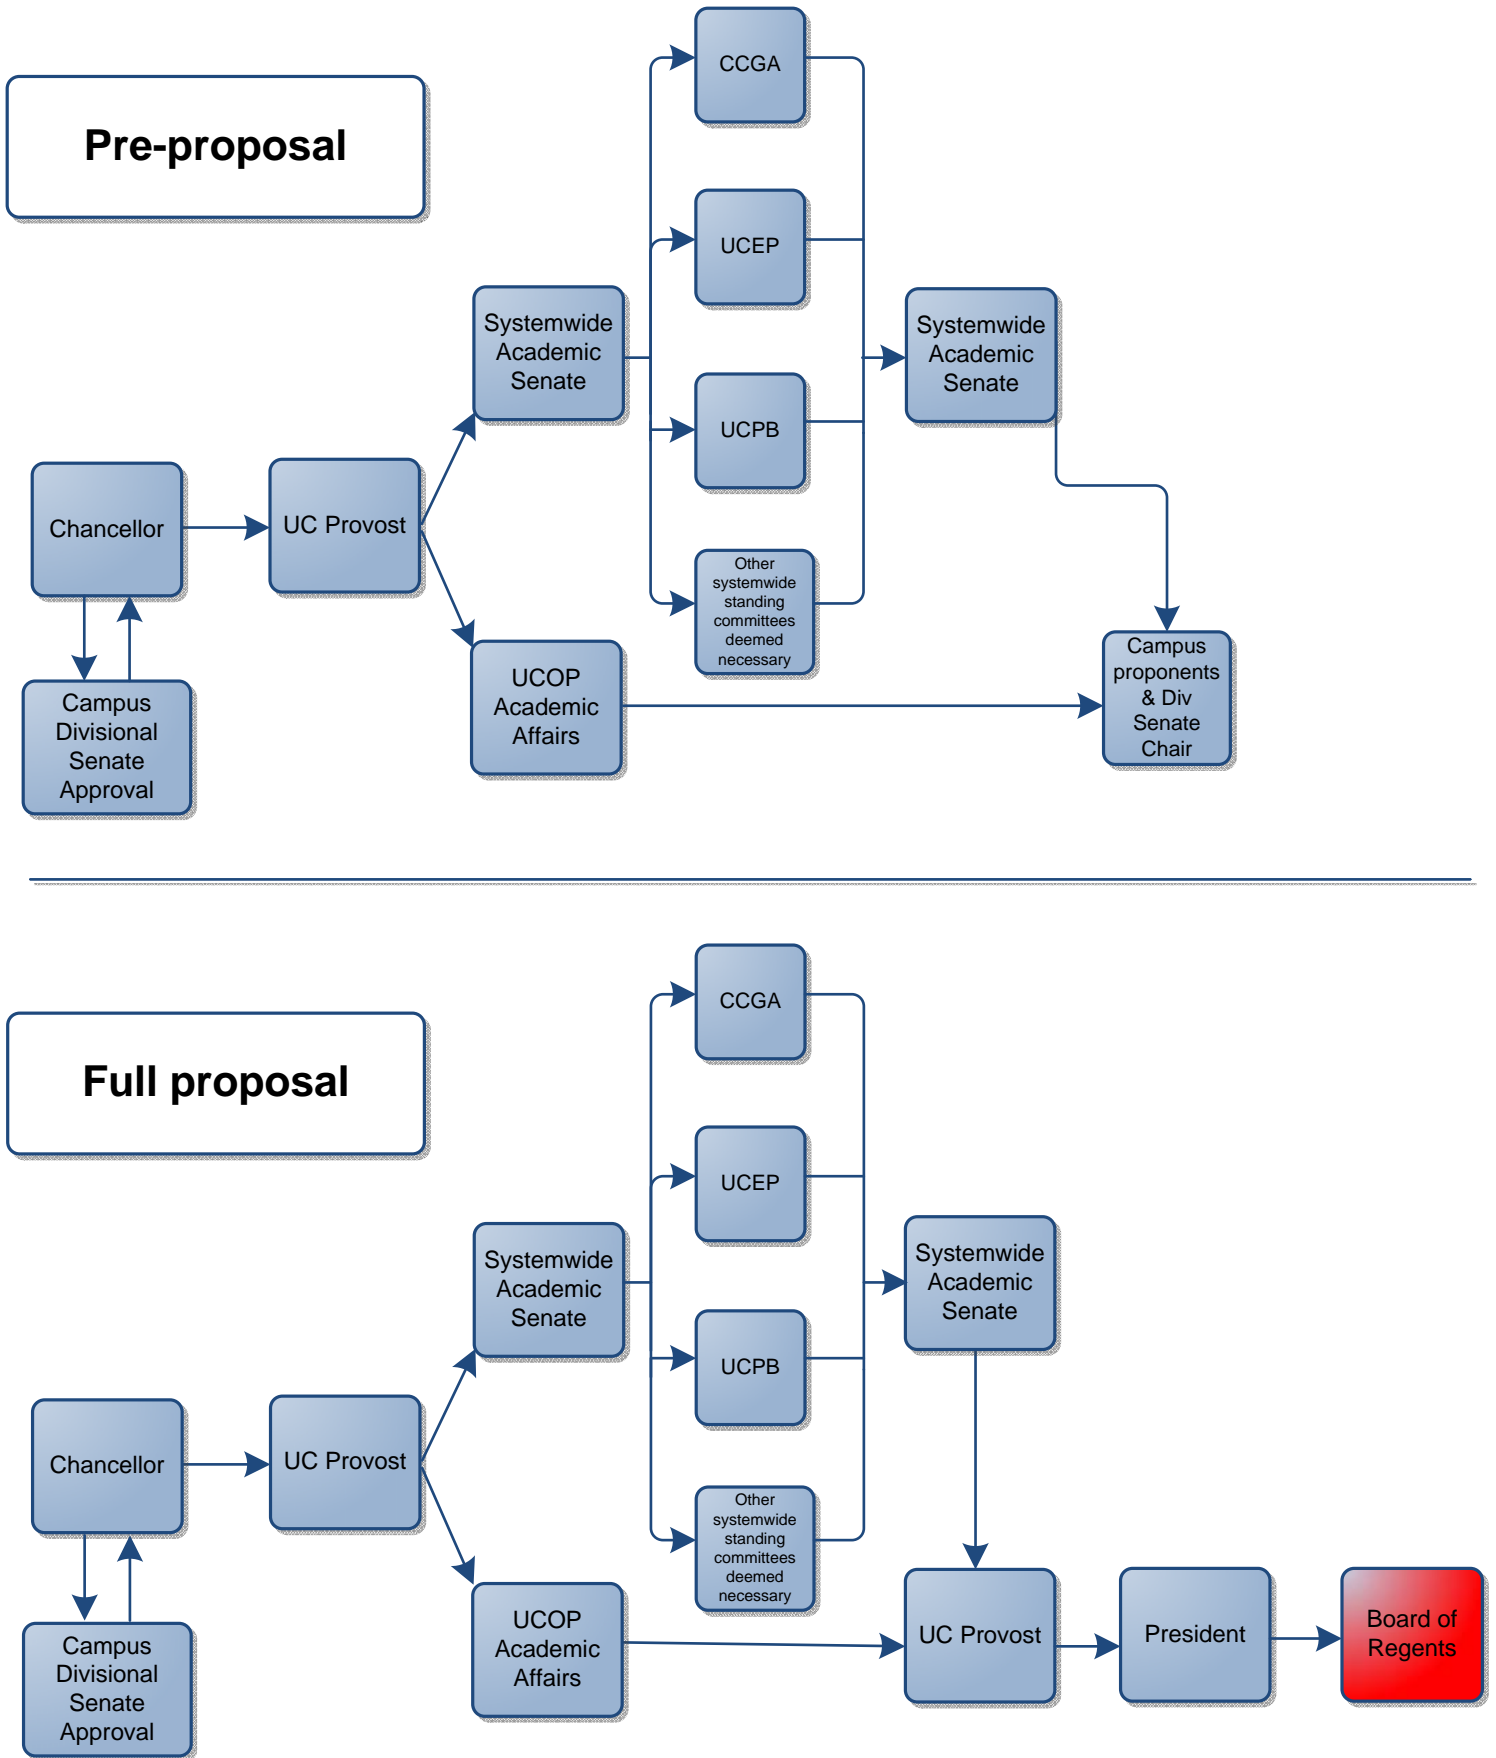 Pre-proposal
CCGA
UCEP
Systemwide
Academic
Senate
Systemwide
Academic
Senate
UCPB
Chancellor
UC Provost
Other
systemwide
standing
committees
deemed
necessary
Campus
Divisional
Senate
Approval
UCOP
Academic
Affairs
Campus
proponents
& Div
Senate
Chair
Full proposal
CCGA
UCEP
Systemwide
Academic
Senate
Systemwide
Academic
Senate
UCPB
Chancellor
UC Provost
Other
systemwide
standing
committees
deemed
necessary
Campus
Divisional
Senate
Approval
UCOP
Academic
Affairs
UC Provost
President
Board of
Regents